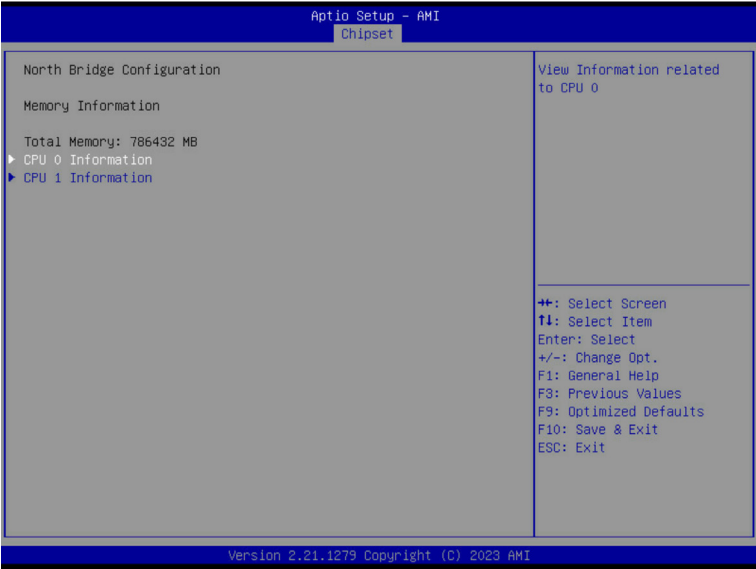 Aptio Setup – AMI
Chipset
North Bridge Configuration
Memory Information
Total Memory: 786432 MB
CPU 0 Information
CPU 1 Information
View Information related
to CPU 0
→←: Select Screen
↑↓: Select Item
Enter: Select
+/-: Change Opt.
F1: General Help
F3: Previous Values
F9: Optimized Defaults
F10: Save & Exit
ESC: Exit
Version 2.21.1279 Copyright (C) 2023 AMI